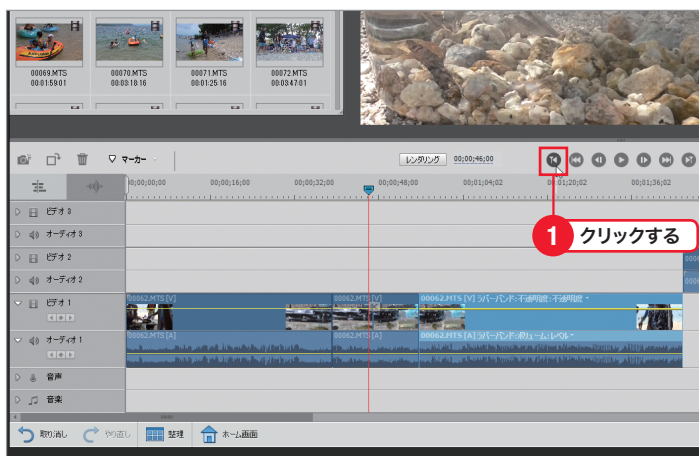 00069.MTS 00070.MTS 00071.MTS 00072.MTS
00:01:59:01 00:03:18:16 00:01:25:16 00:03:47:01
マーカー レンダリング 00;00;46;00
00;00;00;00 00;00;16;00 00;00;32;00 00;00;48;00 00;01;04;02 00;01;20;02 00;01;36;02
ビデオ 3
1 クリックする
オーディオ 3
ビデオ 2
オーディオ 2
ビデオ 1 00062.MTS [V] 00062.MTS [V] 00062.MTS [V] ラバーバンド:不透明度:不透明度
オーディオ 1 00062.MTS [A] 00062.MTS [A] 00062.MTS [A] ラバーバンド:ボリューム:レベル
音声
音楽
取り消し やり直し 整理 ホーム画面